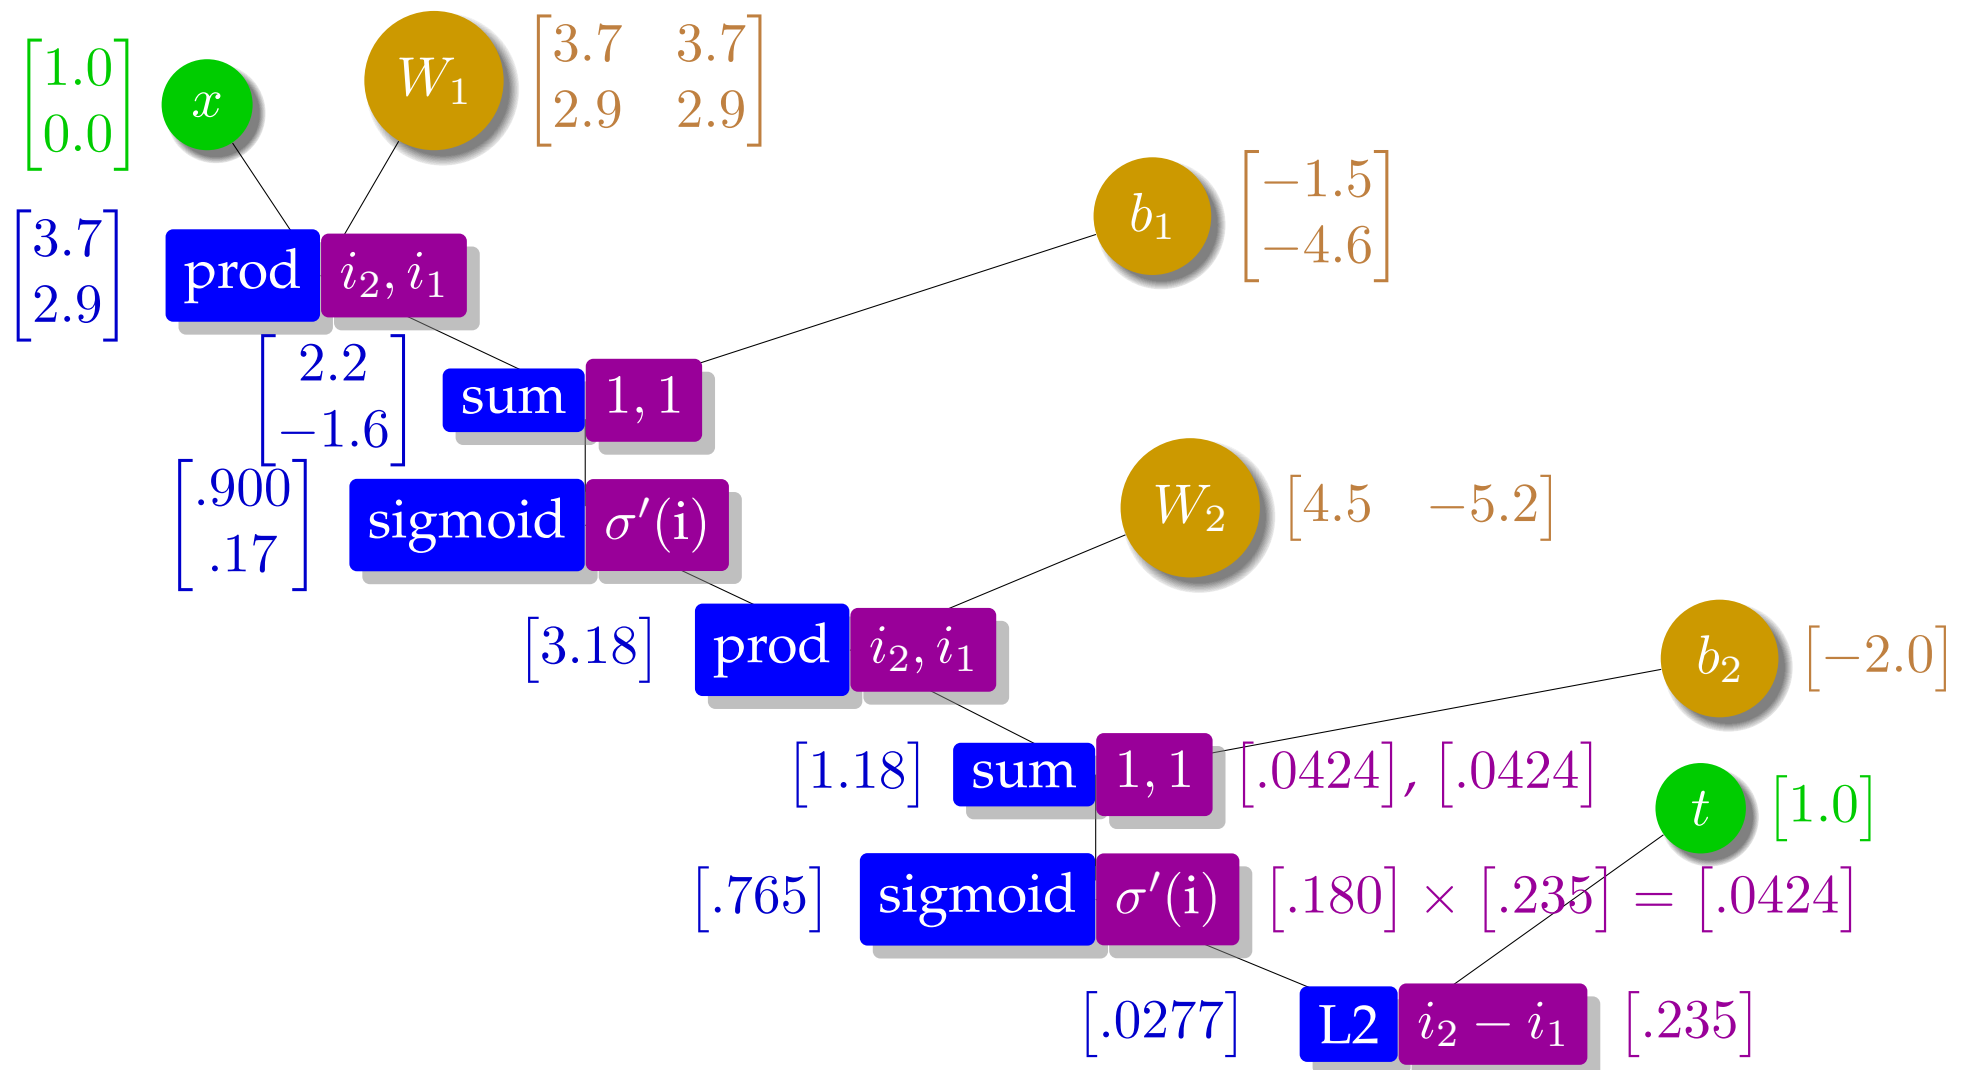 [1.0
0.0]
x
W₁
[3.7 3.7
2.9 2.9]
b₁
[−1.5
−4.6]
[3.7
2.9]
prod i₂, i₁
[2.2
−1.6]
sum 1, 1
[.900
.17]
sigmoid σ′(i)
W₂
[4.5 −5.2]
[3.18]
prod i₂, i₁
b₂
[−2.0]
[1.18]
sum 1, 1 [.0424], [.0424]
t
[1.0]
[.765]
sigmoid σ′(i) [.180] × [.235] = [.0424]
[.0277]
L2 i₂ − i₁ [.235]